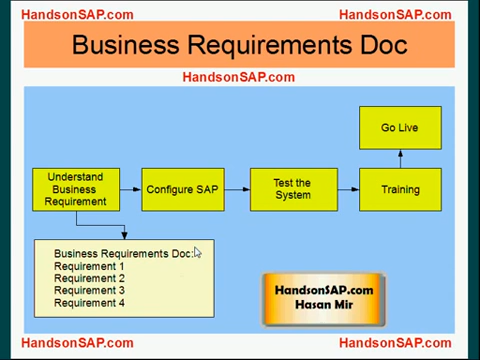 HandsonSAP.com
HandsonSAP.com
Business Requirements Doc
HandsonSAP.com
Go Live
Understand
Business
Requirement
Configure SAP
Test the
System
Training
Business Requirements Doc:
Requirement 1
Requirement 2
Requirement 3
Requirement 4
HandsonSAP.com
Hasan Mir
HandsonSAP.com
HandsonSAP.com